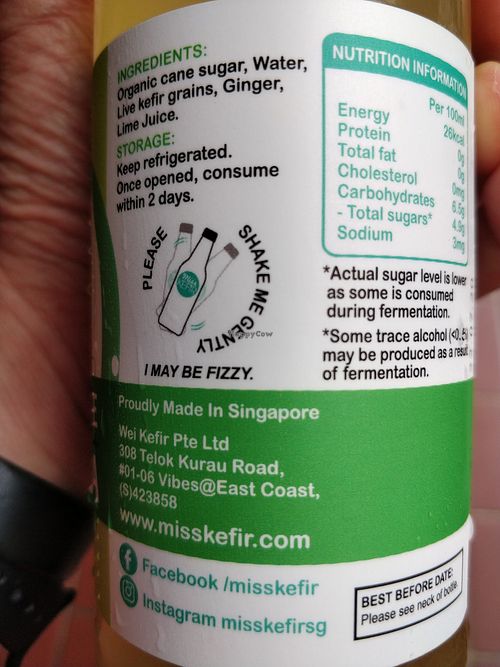 INGREDIENTS:
Organic cane sugar, Water,
Live kefir grains, Ginger,
Lime Juice.
STORAGE:
Keep refrigerated.
Once opened, consume
within 2 days.
PLEASE
SHAKE ME GENTLY
I MAY BE FIZZY.
NUTRITION INFORMATION
Per 100ml
Energy 26kcal
Protein 0g
Total fat 0g
Cholesterol 0mg
Carbohydrates 6.5g
- Total sugars* 4.9g
Sodium 3mg
*Actual sugar level is lower
as some is consumed
during fermentation.
*Some trace alcohol
may be produced as a result
of fermentation.
Proudly Made In Singapore
Wei Kefir Pte Ltd
308 Telok Kurau Road,
#01-06 Vibes@East Coast,
(S)423858
www.misskefir.com
Facebook /misskefir
Instagram misskefirsg
BEST BEFORE DATE:
Please see neck of bottle.